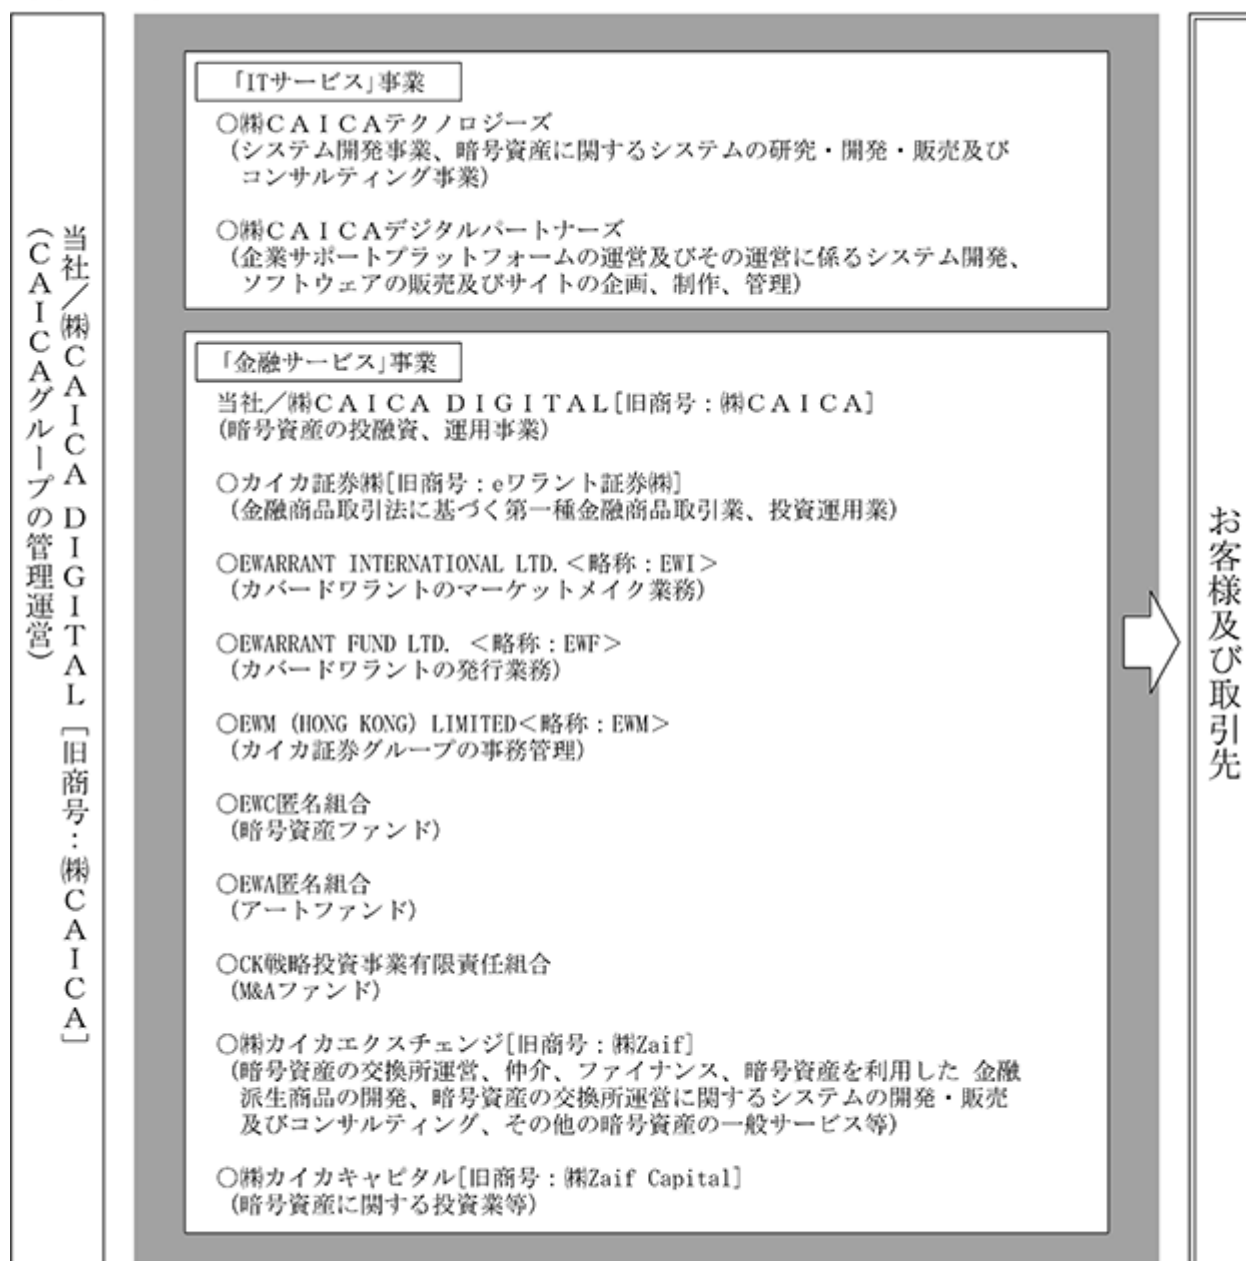 当社／㈱ＣＡＩＣＡ ＤＩＧＩＴＡＬ［旧商号：㈱ＣＡＩＣＡ］
（ＣＡＩＣＡグループの管理運営）
「ITサービス」事業
○㈱ＣＡＩＣＡテクノロジーズ
(システム開発事業、暗号資産に関するシステムの研究・開発・販売及び
コンサルティング事業)
○㈱ＣＡＩＣＡデジタルパートナーズ
(企業サポートプラットフォームの運営及びその運営に係るシステム開発、
ソフトウェアの販売及びサイトの企画、制作、管理)
「金融サービス」事業
当社／㈱ＣＡＩＣＡ ＤＩＧＩＴＡＬ[旧商号：㈱ＣＡＩＣＡ]
(暗号資産の投融資、運用事業)
○カイカ証券㈱[旧商号：eワラント証券㈱]
(金融商品取引法に基づく第一種金融商品取引業、投資運用業)
○EWARRANT INTERNATIONAL LTD.＜略称：EWI＞
(カバードワラントのマーケットメイク業務)
○EWARRANT FUND LTD. ＜略称：EWF＞
(カバードワラントの発行業務)
○EWM (HONG KONG) LIMITED＜略称：EWM＞
(カイカ証券グループの事務管理)
○EWC匿名組合
(暗号資産ファンド)
○EWA匿名組合
(アートファンド)
○CK戦略投資事業有限責任組合
(M&Aファンド)
○㈱カイカエクスチェンジ[旧商号：㈱Zaif]
(暗号資産の交換所運営、仲介、ファイナンス、暗号資産を利用した 金融
派生商品の開発、暗号資産の交換所運営に関するシステムの開発・販売
及びコンサルティング、その他の暗号資産の一般サービス等)
○㈱カイカキャピタル[旧商号：㈱Zaif Capital]
(暗号資産に関する投資業等)
お客様及び取引先